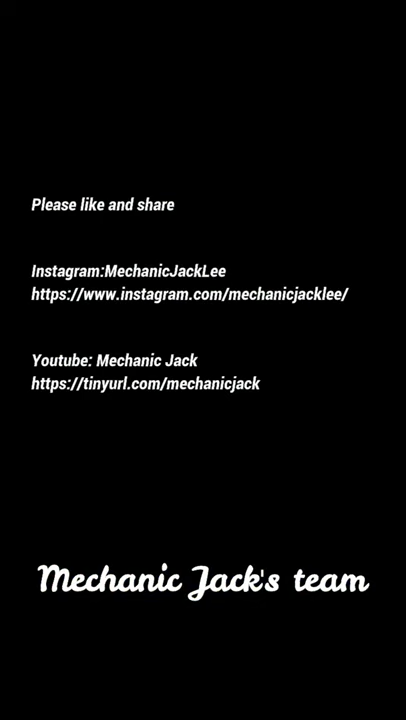 Please like and share
Instagram:MechanicJackLee
https://www.instagram.com/mechanicjacklee/
Youtube: Mechanic Jack
https://tinyurl.com/mechanicjack
Mechanic Jack's team